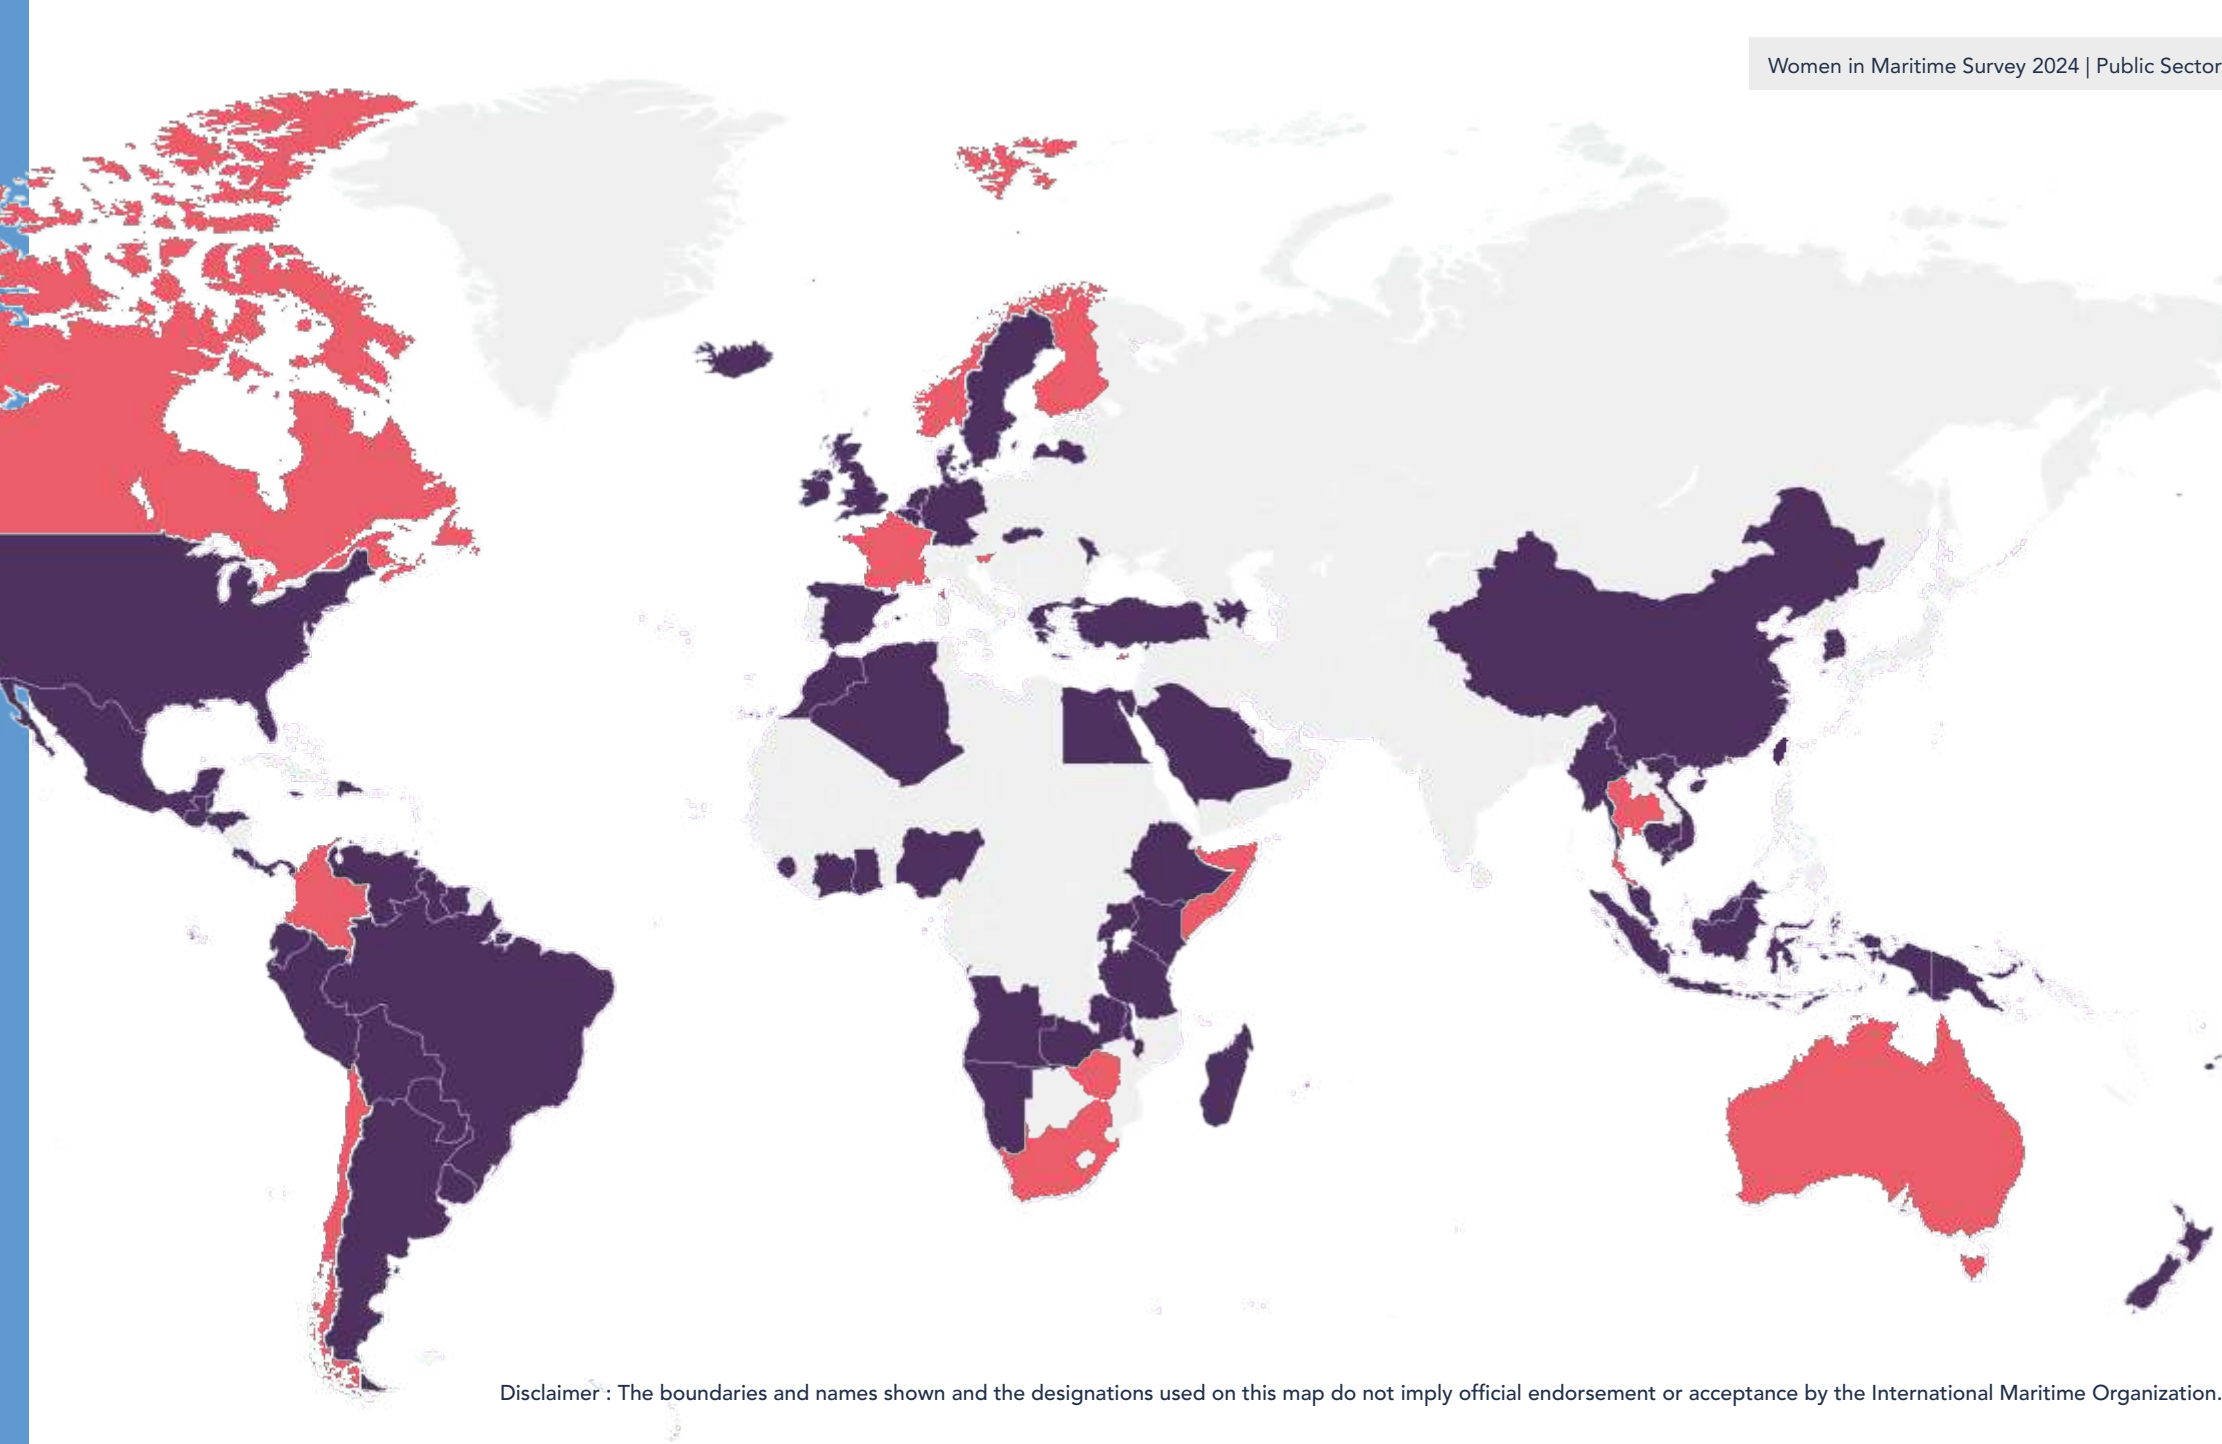 Women in Maritime Survey 2024 | Public Sector
Disclaimer : The boundaries and names shown and the designations used on this map do not imply official endorsement or acceptance by the International Maritime Organization.